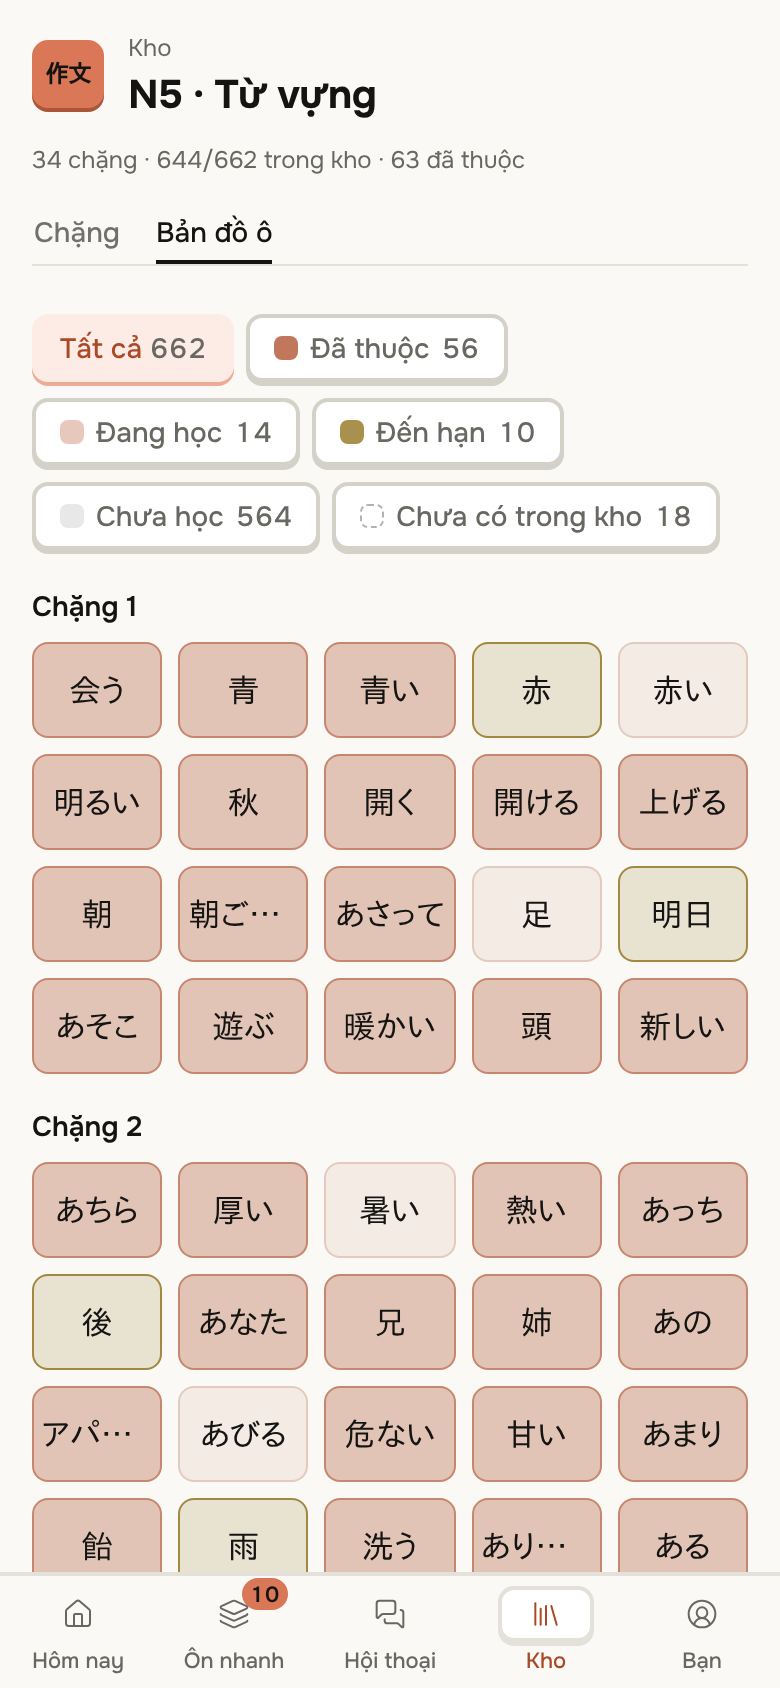 作文
Kho
N5 · Từ vựng
34 chặng · 644/662 trong kho · 63 đã thuộc
Chặng Bản đồ ô
Tất cả 662 Đã thuộc 56
Đang học 14 Đến hạn 10
Chưa học 564 Chưa có trong kho 18
Chặng 1
会う 青 青い 赤 赤い
明るい 秋 開く 開ける 上げる
朝 朝ご… あさって 足 明日
あそこ 遊ぶ 暖かい 頭 新しい
Chặng 2
あちら 厚い 暑い 熱い あっち
後 あなた 兄 姉 あの
アパ… あびる 危ない 甘い あまり
飴 雨 洗う あり… ある
10
Hôm nay Ôn nhanh Hội thoại Kho Bạn